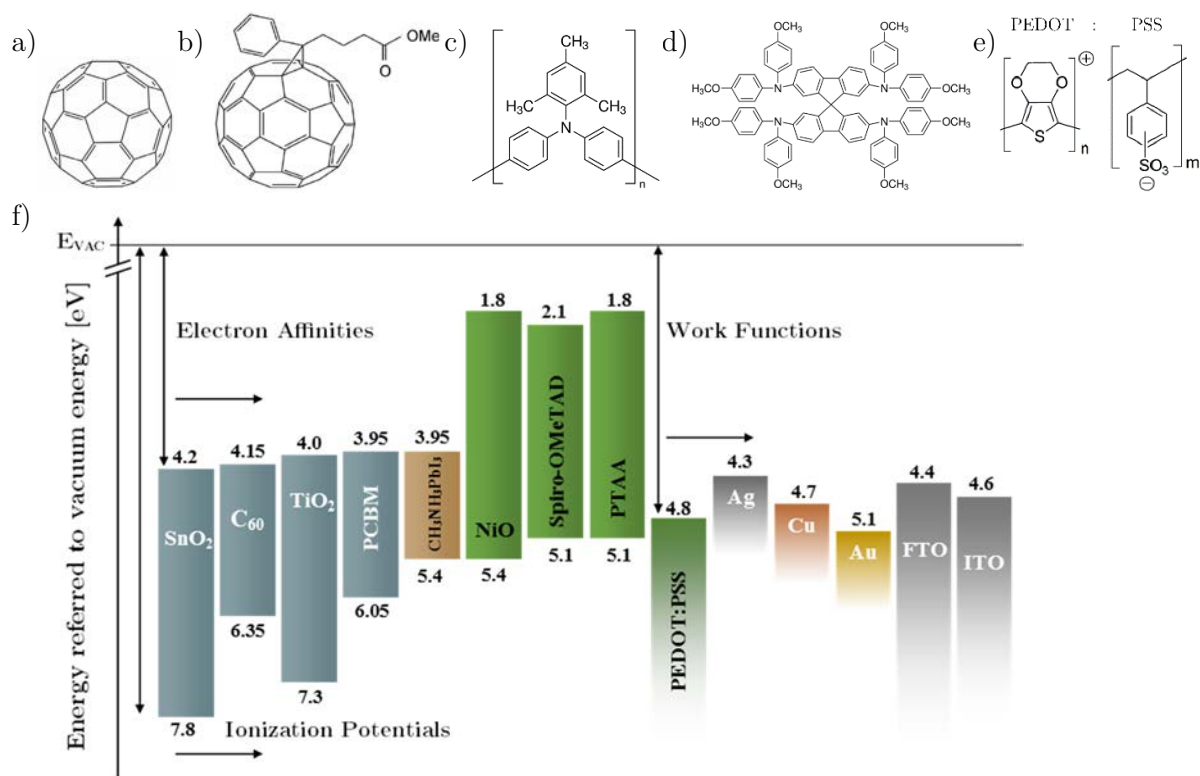 a)
b)
OMe
O
c)
CH₃
H₃C
CH₃
N
n
d)
OCH₃
OCH₃
OCH₃
OCH₃
N
N
CH₃O
CH₃O
N
N
OCH₃
OCH₃
e)
PEDOT : PSS
O
O
S
n
⊕
SO₃
⊖
m
f)
E_VAC
Energy referred to vacuum energy [eV]
Electron Affinities
Work Functions
Ionization Potentials
4.2
SnO₂
7.8
4.15
C₆₀
6.35
4.0
TiO₂
7.3
3.95
PCBM
6.05
3.95
CH₃NH₃PbI₃
5.4
1.8
NiO
5.4
2.1
Spiro-OMeTAD
5.1
1.8
PTAA
5.1
4.8
PEDOT:PSS
4.3
Ag
4.7
Cu
5.1
Au
4.4
FTO
4.6
ITO